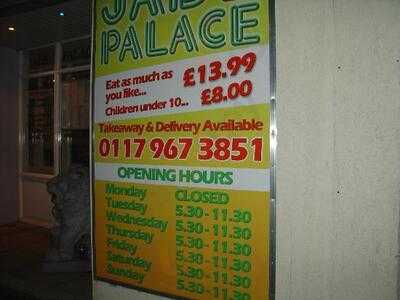 JADE
PALACE
Eat as much as
you like... £13.99
Children under 10... £8.00
Takeaway & Delivery Available
0117 967 3851
OPENING HOURS
Monday CLOSED
Tuesday 5.30 - 11.30
Wednesday 5.30 - 11.30
Thursday 5.30 - 11.30
Friday 5.30 - 11.30
Saturday 5.30 - 11.30
Sunday 5.30 - 11.30